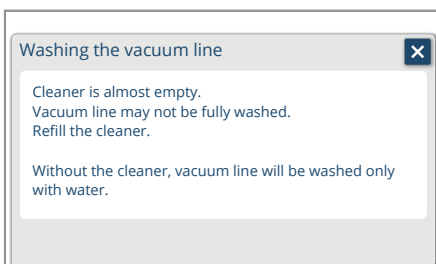 Washing the vacuum line
Cleaner is almost empty.
Vacuum line may not be fully washed.
Refill the cleaner.
Without the cleaner, vacuum line will be washed only
with water.